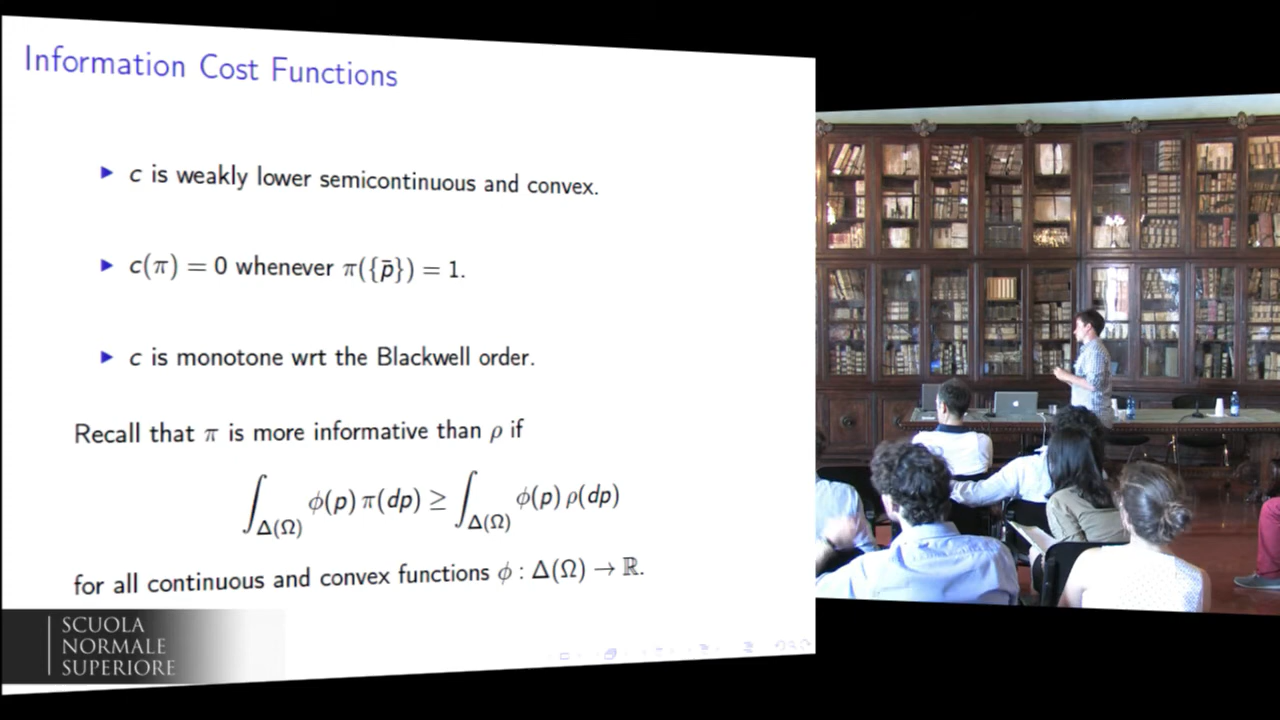 Information Cost Functions
▶ c is weakly lower semicontinuous and convex.
▶ c(π) = 0 whenever π({p̄}) = 1.
▶ c is monotone wrt the Blackwell order.
Recall that π is more informative than ρ if
∫_{Δ(Ω)} φ(p) π(dp) ≥ ∫_{Δ(Ω)} φ(p) ρ(dp)
for all continuous and convex functions φ : Δ(Ω) → ℝ.
SCUOLA
NORMALE
SUPERIORE